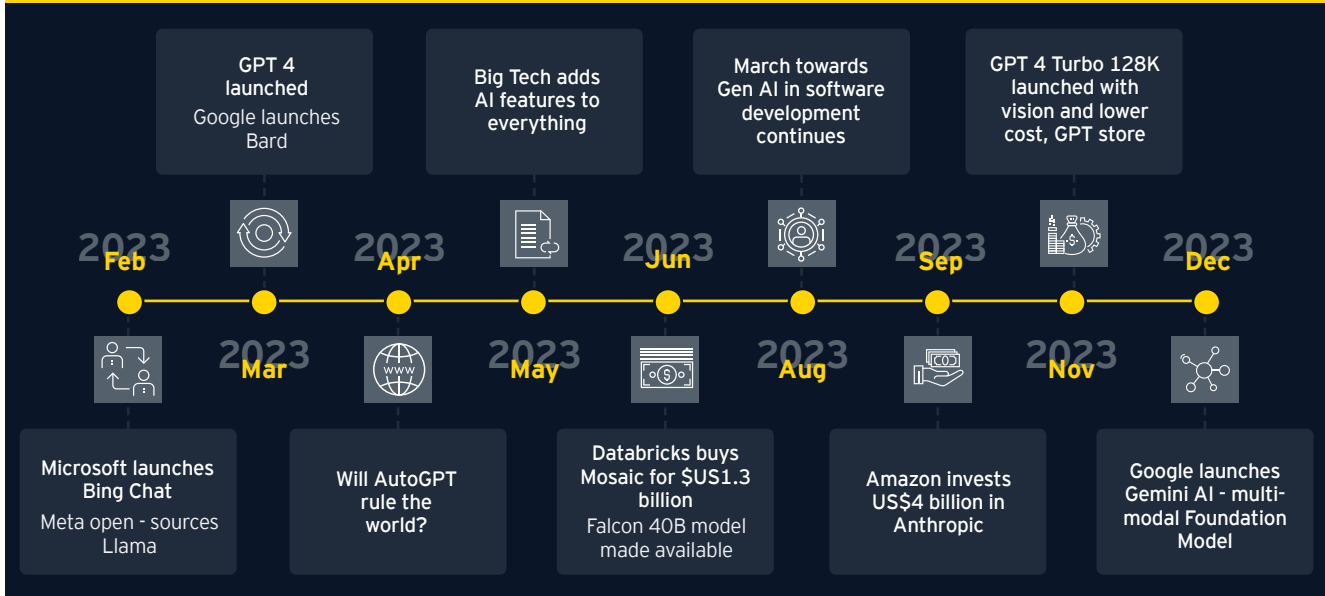 GPT 4
launched
Google launches
Bard
Big Tech adds
AI features to
everything
March towards
Gen AI in software
development
continues
GPT 4 Turbo 128K
launched with
vision and lower
cost, GPT store
2023
Feb
2023
Apr
2023
Jun
2023
Sep
2023
Dec
2023
Mar
WWW
2023
May
2023
Aug
2023
Nov
Microsoft launches
Bing Chat
Meta open - sources
Llama
Will AutoGPT
rule the
world?
Databricks buys
Mosaic for $US1.3
billion
Falcon 40B model
made available
Amazon invests
US$4 billion in
Anthropic
Google launches
Gemini AI - multi-
modal Foundation
Model